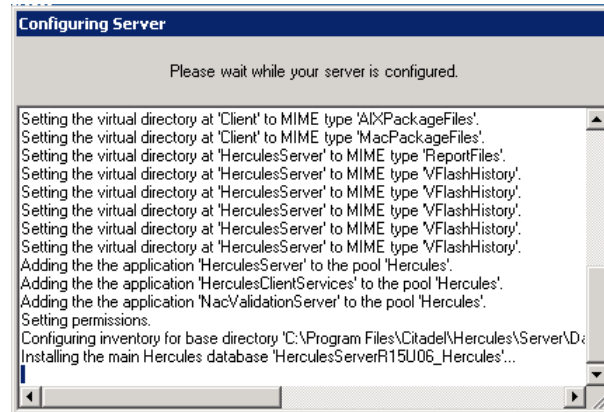 Configuring Server
Please wait while your server is configured.
Setting the virtual directory at 'Client' to MIME type 'AIXPackageFiles'.
Setting the virtual directory at 'Client' to MIME type 'MacPackageFiles'.
Setting the virtual directory at 'HerculesServer' to MIME type 'ReportFiles'.
Setting the virtual directory at 'HerculesServer' to MIME type 'VFlashHistory'.
Setting the virtual directory at 'HerculesServer' to MIME type 'VFlashHistory'.
Setting the virtual directory at 'HerculesServer' to MIME type 'VFlashHistory'.
Setting the virtual directory at 'HerculesServer' to MIME type 'VFlashHistory'.
Setting the virtual directory at 'HerculesServer' to MIME type 'VFlashHistory'.
Adding the the application 'HerculesServer' to the pool 'Hercules'.
Adding the the application 'HerculesClientServices' to the pool 'Hercules'.
Adding the the application 'NacValidationServer' to the pool 'Hercules'.
Setting permissions.
Configuring inventory for base directory 'C:\Program Files\Citadel\Hercules\Server\Da
Installing the main Hercules database 'HerculesServerR15U06_Hercules'...